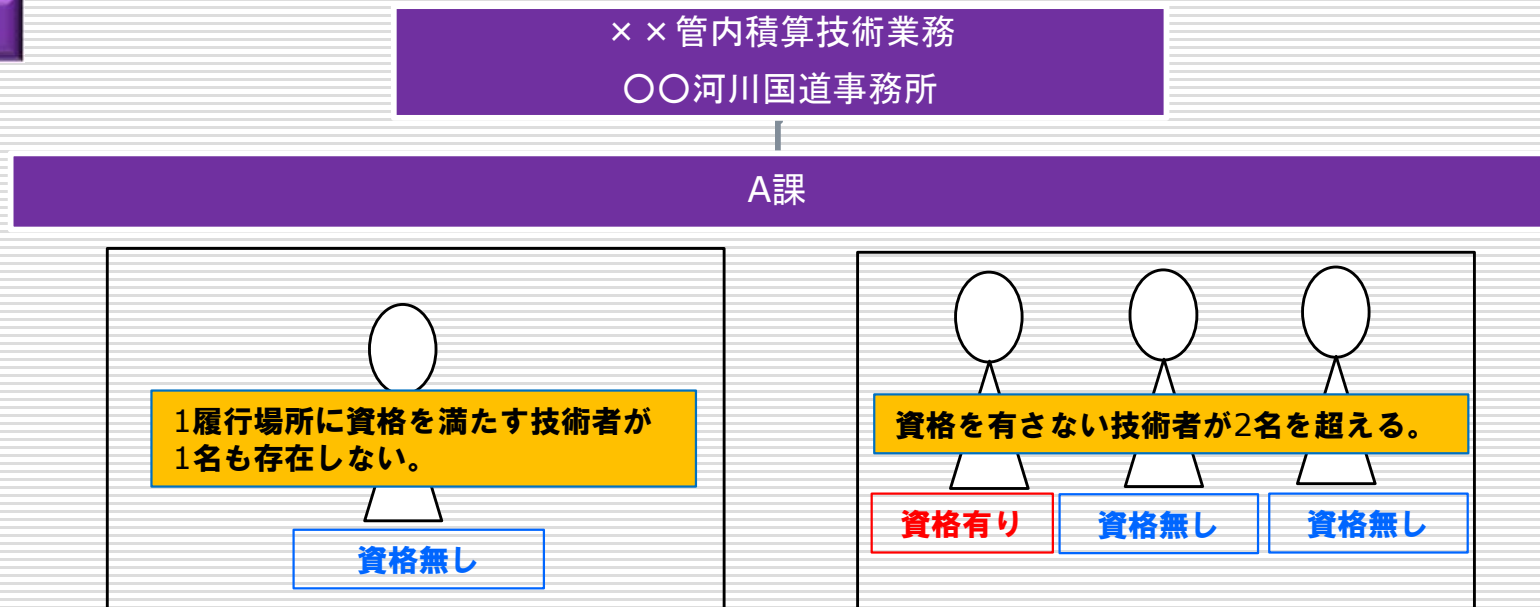 ××管内積算技術業務
〇〇河川国道事務所
A課
1履行場所に資格を満たす技術者が
1名も存在しない。
資格無し
資格を有さない技術者が2名を超える。
資格有り
資格無し
資格無し